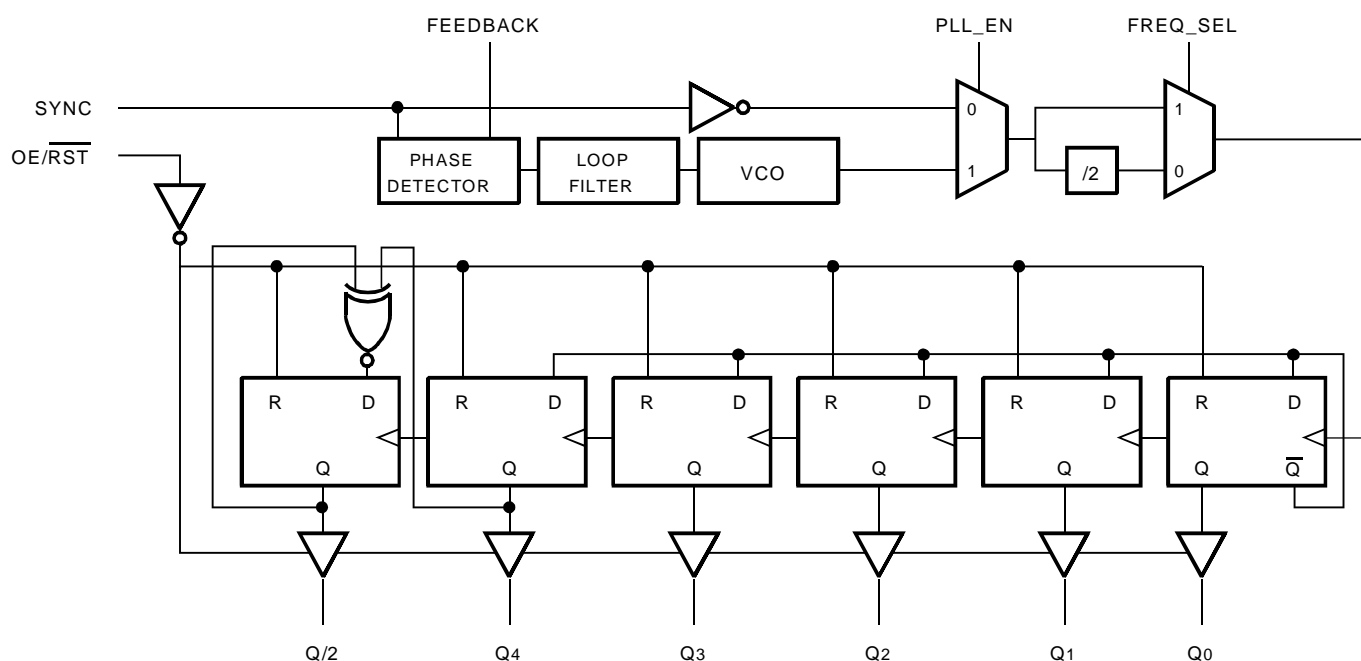 FEEDBACK
PLL_EN
FREQ_SEL
SYNC
OE/R̅S̅T̅
PHASE
DETECTOR
LOOP
FILTER
VCO
0
1
/2
1
0
R D
R D
R D
R D
R D
R D
Q
Q
Q
Q
Q
Q Q̅
Q/2
Q4
Q3
Q2
Q1
Q0